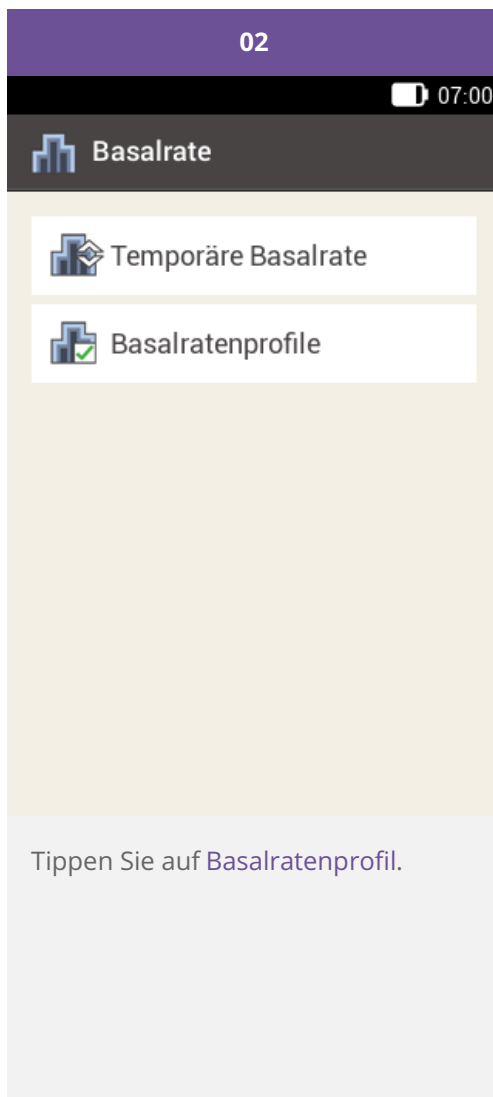 02
07:00
Basalrate
Temporäre Basalrate
Basalratenprofile
Tippen Sie auf Basalratenprofil.